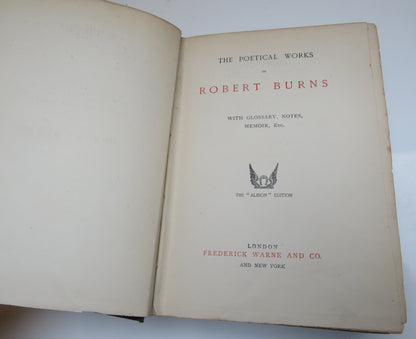 THE POETICAL WORKS
OF
ROBERT BURNS
WITH GLOSSARY, NOTES,
MEMOIR, ETC.
THE "ALBION" EDITION
LONDON
FREDERICK WARNE AND CO.
AND NEW YORK